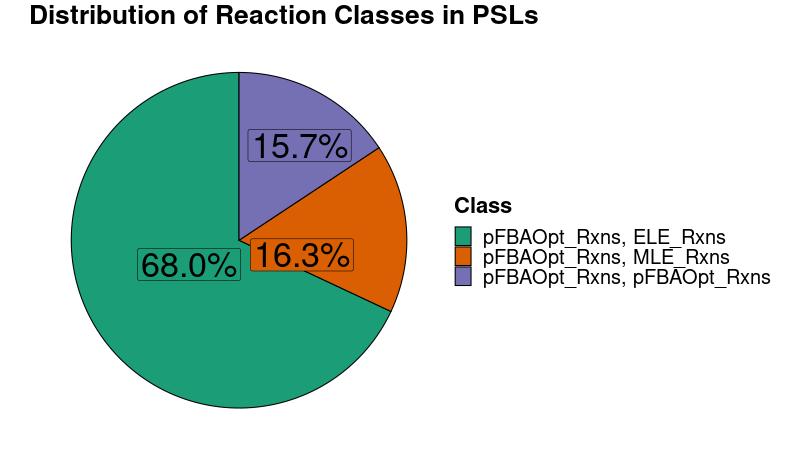 Distribution of Reaction Classes in PSLs
15.7%
16.3%
68.0%
Class
pFBAOpt_Rxns, ELE_Rxns
pFBAOpt_Rxns, MLE_Rxns
pFBAOpt_Rxns, pFBAOpt_Rxns